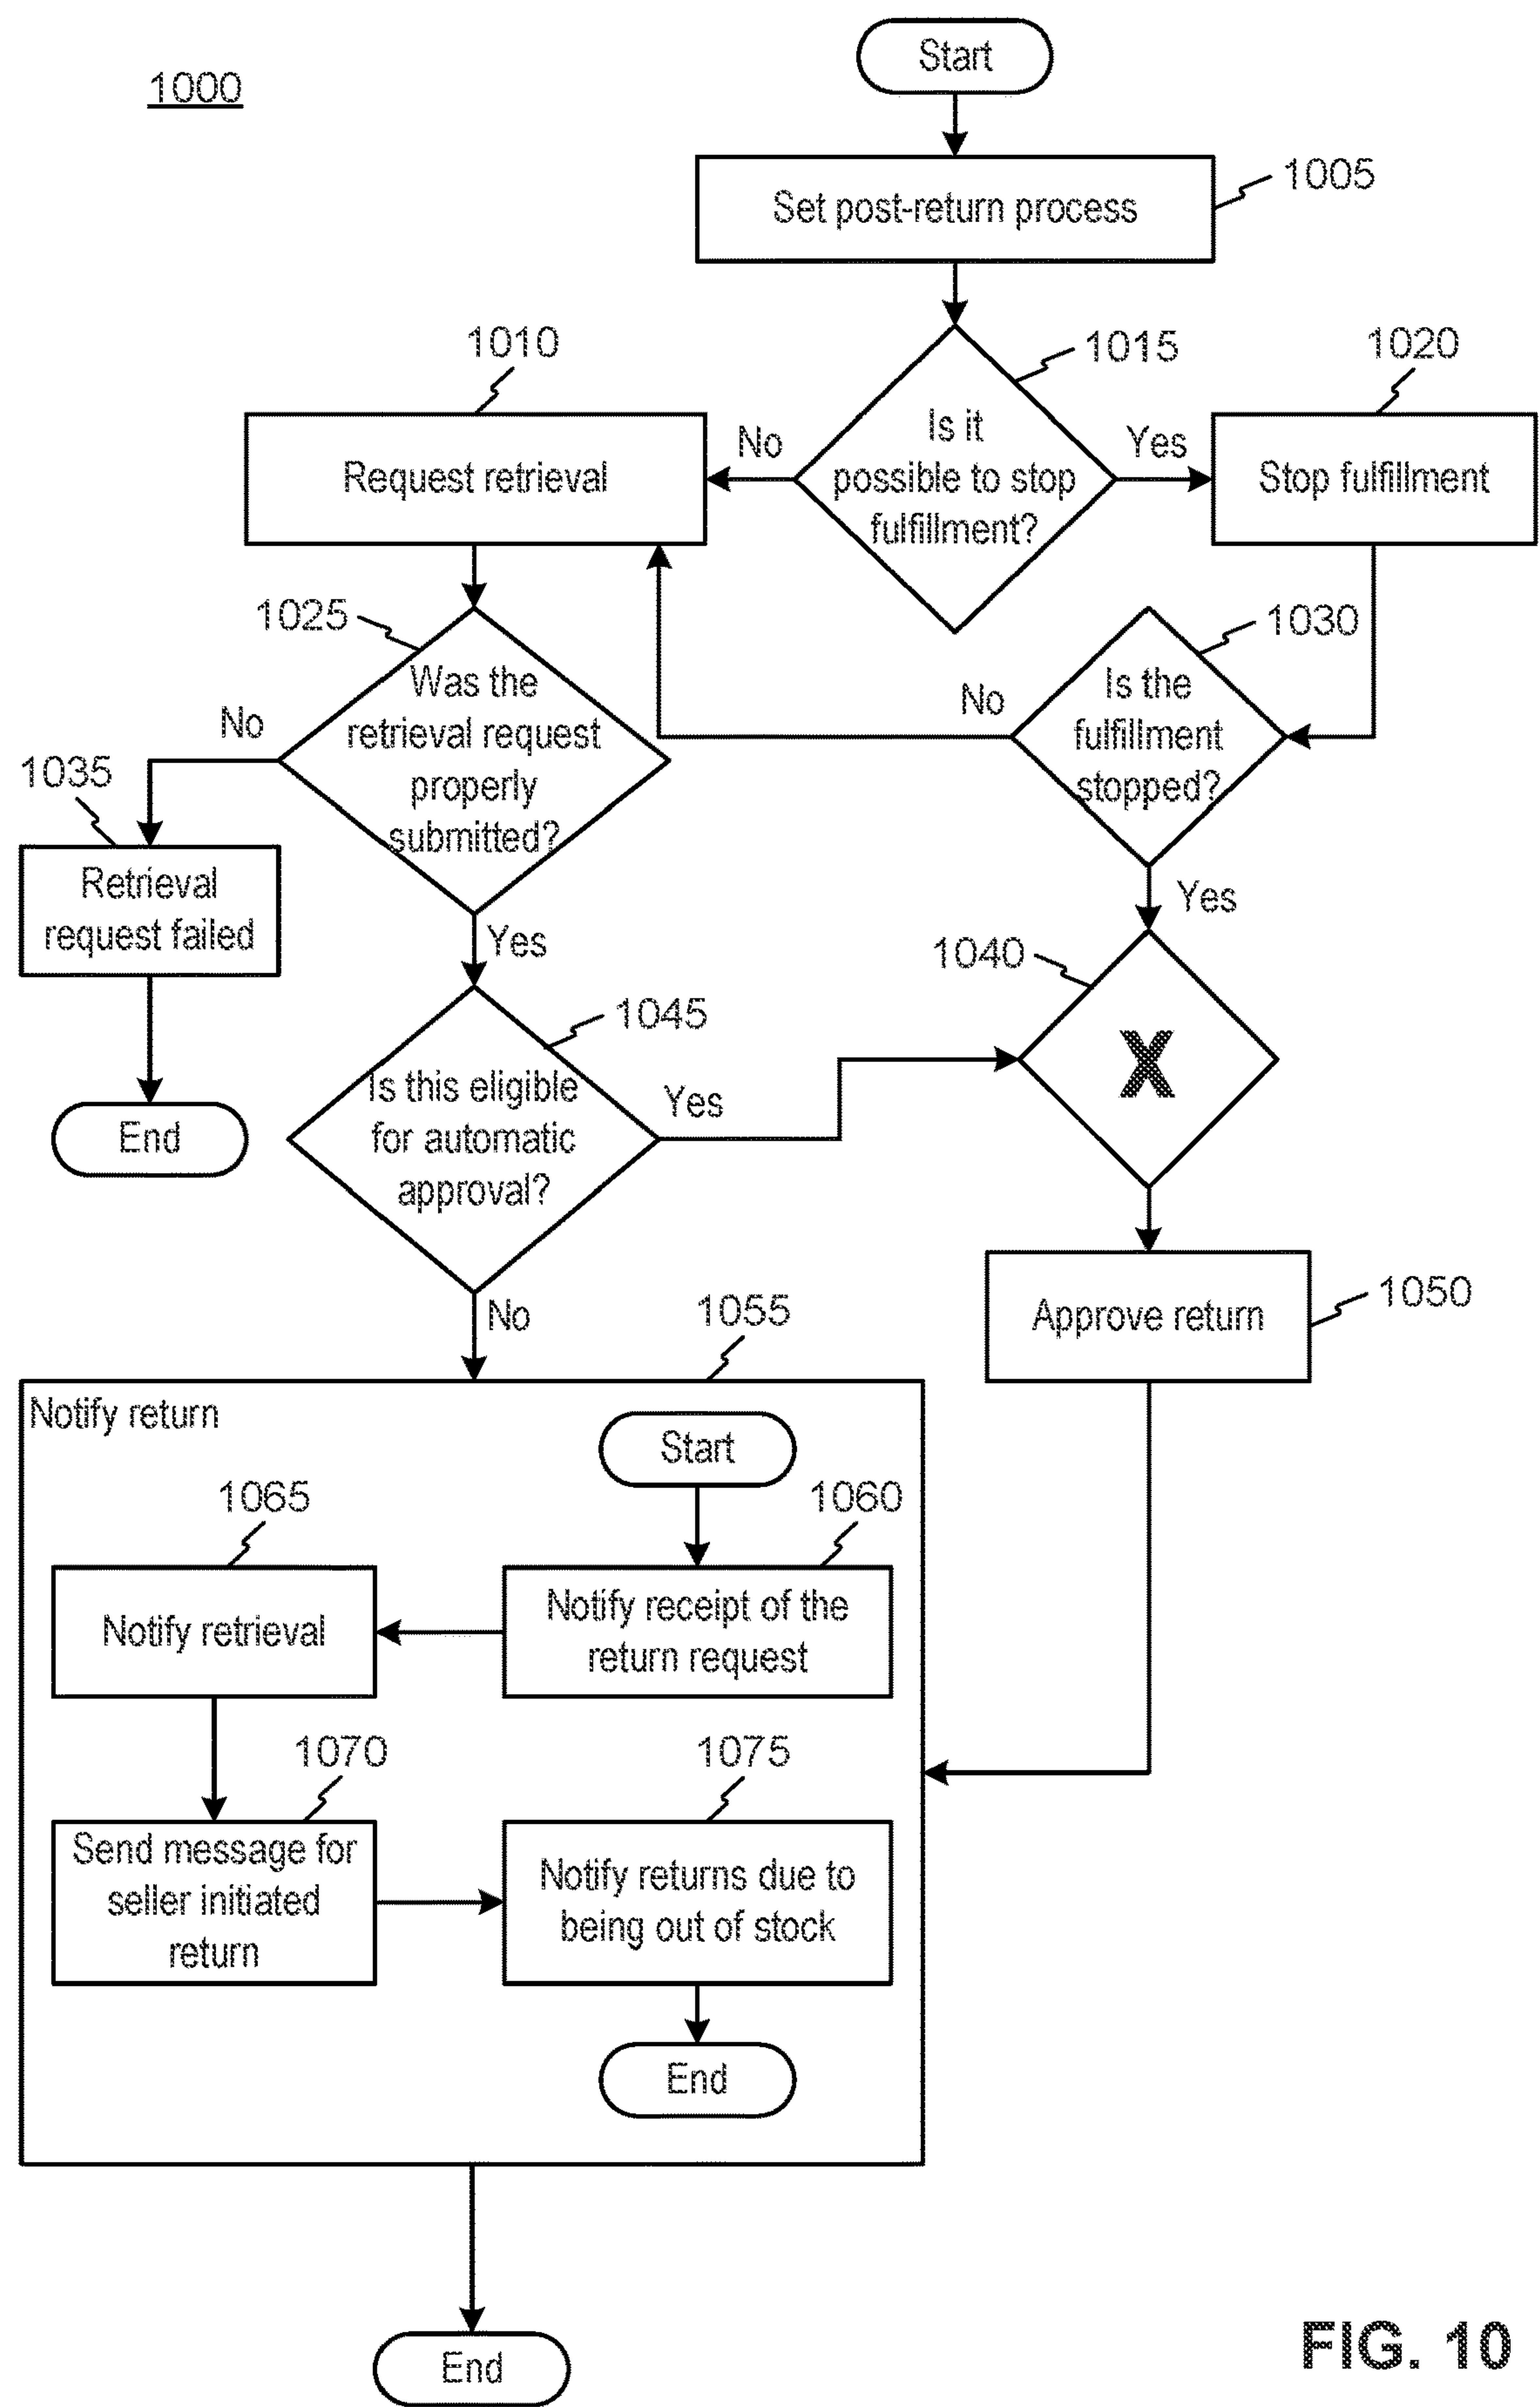 Start
1000
1005
Set post-return process
1010
1015
1020
Is it
possible to stop
fulfillment?
No
Yes
Request retrieval
Stop fulfillment
1025
1030
Was the
retrieval request
properly
submitted?
No
Is the
fulfillment
stopped?
No
1035
Retrieval
request failed
Yes
Yes
1040
X
End
1045
Is this eligible
for automatic
approval?
Yes
No
Approve return
1050
1055
Notify return
Start
1065
1060
Notify retrieval
Notify receipt of the
return request
1070
1075
Send message for
seller initiated
return
Notify returns due to
being out of stock
End
End
FIG. 10